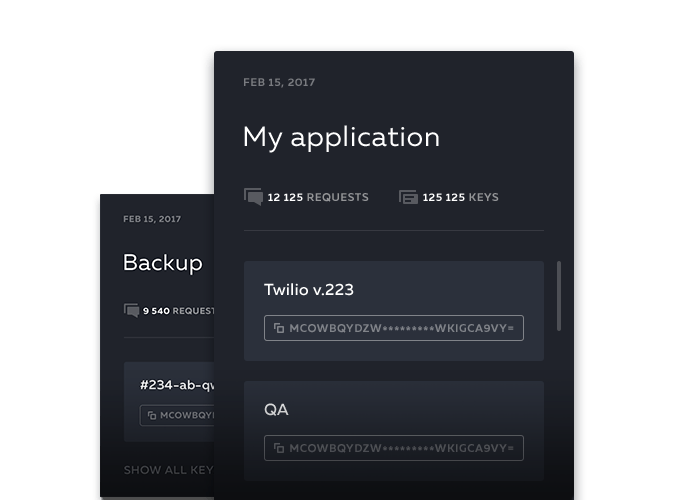 FEB 15, 2017
My application
12 125 REQUESTS
125 125 KEYS
Twilio v.223
MCOWBQYDZW•••••••••WKIGCA9VY=
QA
MCOWBQYDZW•••••••••WKIGCA9VY=
FEB 15, 2017
Backup
9 540 REQUEST
#234-ab-qw
MCOWBQY
SHOW ALL KEY